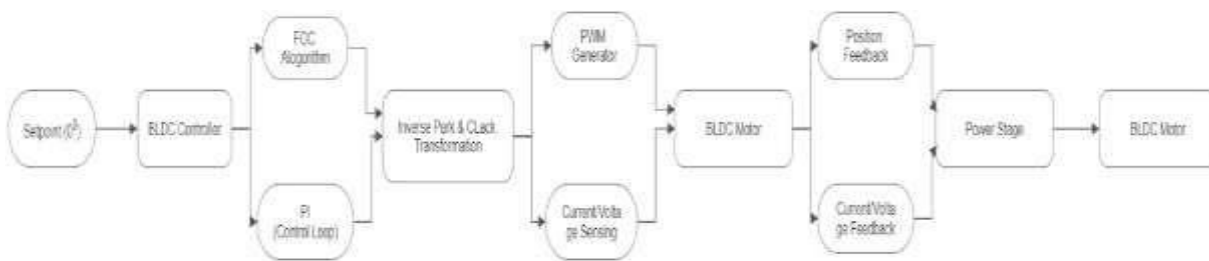 FOC
Alogorithm
PWM
Generator
Position
Feedback
Setpoint (0⁰)
BLDC Controller
Inverse Park & CLack
Transformation
BLDC Motor
Power Stage
BLDC Motor
PI
(Control Loop)
Current/Volta
ge Sensing
Current/Volta
ge Feedback